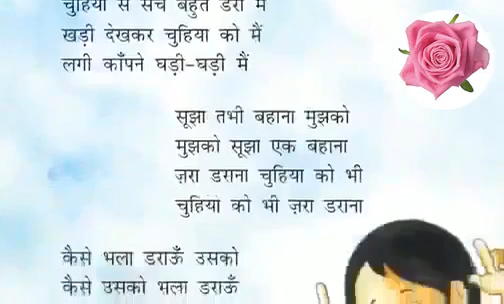 चुहिया से सच बहुत डरी मैं
खड़ी देखकर चुहिया को मैं
लगी काँपने घड़ी-घड़ी मैं
सूझा तभी बहाना मुझको
मुझको सूझा एक बहाना
ज़रा डराना चुहिया को भी
चुहिया को भी ज़रा डराना
कैसे भला डराऊँ उसको
कैसे उसको भला डराऊँ